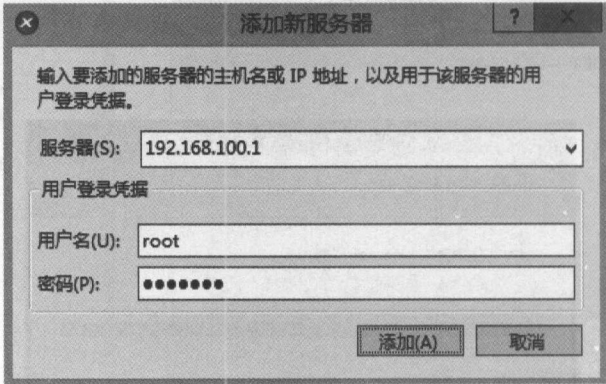 添加新服务器
?
输入要添加的服务器的主机名或 IP 地址，以及用于该服务器的用
户登录凭据。
服务器(S): 192.168.100.1
用户登录凭据
用户名(U): root
密码(P): ●●●●●●●
添加(A) 取消